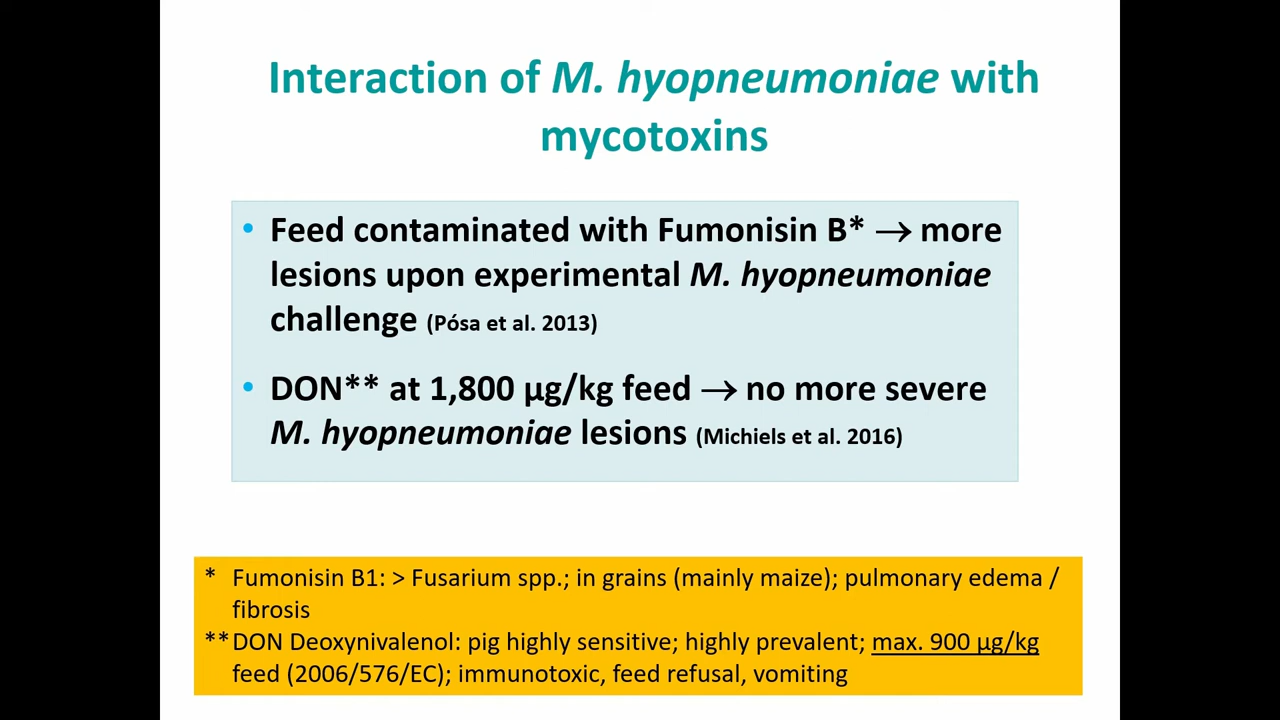 Interaction of M. hyopneumoniae with
mycotoxins
• Feed contaminated with Fumonisin B* → more
lesions upon experimental M. hyopneumoniae
challenge (Pósa et al. 2013)
• DON** at 1,800 µg/kg feed → no more severe
M. hyopneumoniae lesions (Michiels et al. 2016)
* Fumonisin B1: > Fusarium spp.; in grains (mainly maize); pulmonary edema /
fibrosis
** DON Deoxynivalenol: pig highly sensitive; highly prevalent; max. 900 µg/kg
feed (2006/576/EC); immunotoxic, feed refusal, vomiting